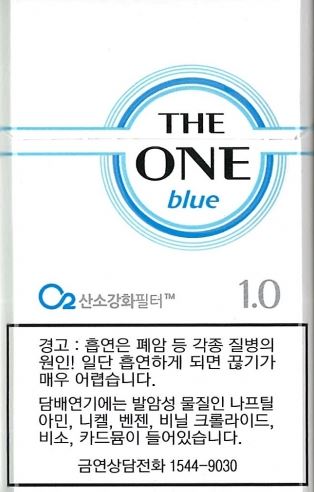 THE
ONE
blue
O2 산소강화필터™
1.0
경고 : 흡연은 폐암 등 각종 질병의
원인! 일단 흡연하게 되면 끊기가
매우 어렵습니다.
담배연기에는 발암성 물질인 나프틸
아민, 니켈, 벤젠, 비닐 크롤라이드,
비소, 카드뮴이 들어있습니다.
금연상담전화 1544-9030